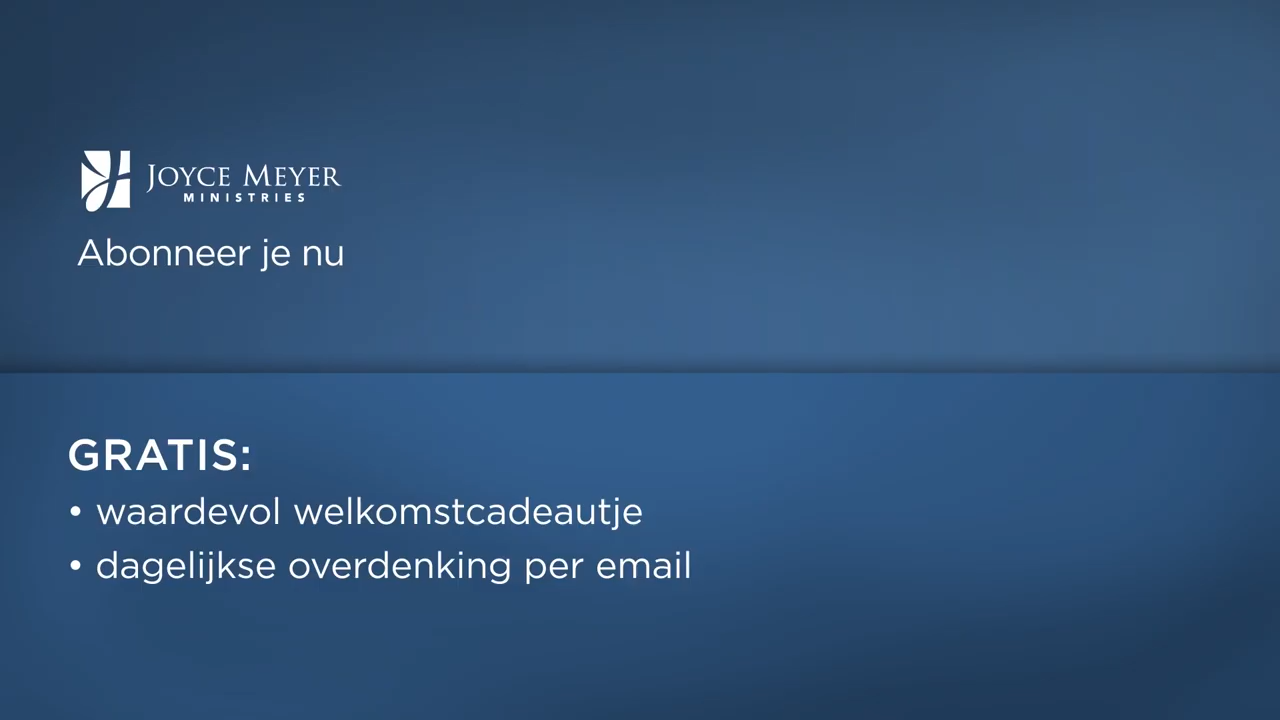 JOYCE MEYER
MINISTRIES
Abonneer je nu
GRATIS:
• waardevol welkomstcadeautje
• dagelijkse overdenking per email